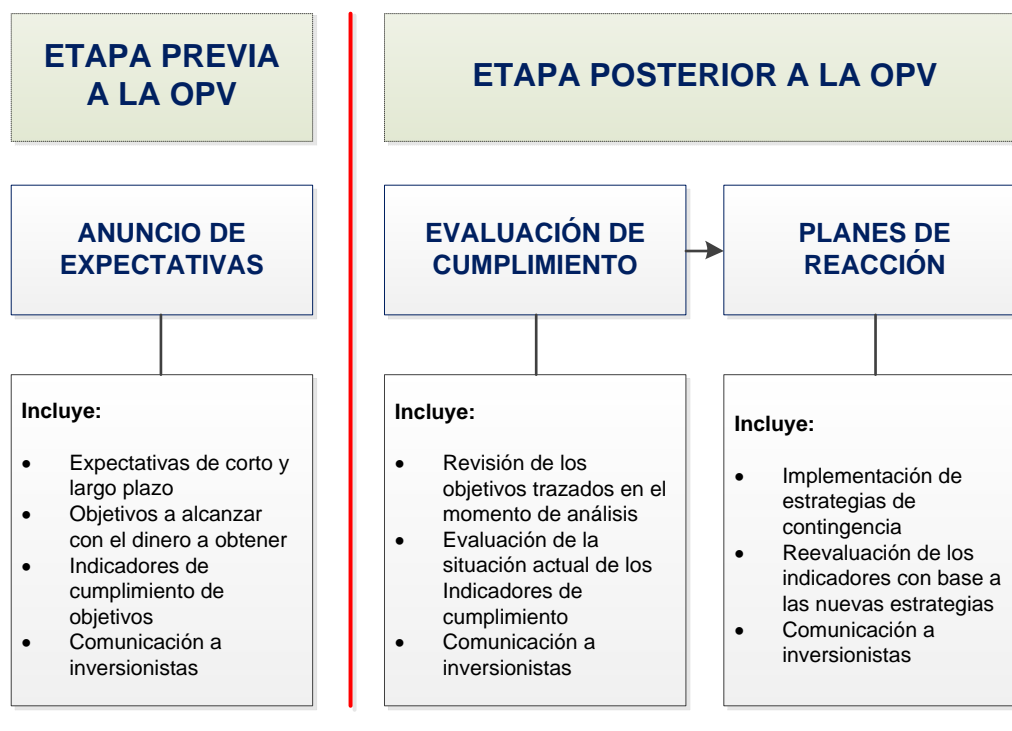 ETAPA PREVIA
A LA OPV
ETAPA POSTERIOR A LA OPV
ANUNCIO DE
EXPECTATIVAS
EVALUACIÓN DE
CUMPLIMIENTO
PLANES DE
REACCIÓN
Incluye:
• Expectativas de corto y
largo plazo
• Objetivos a alcanzar
con el dinero a obtener
• Indicadores de
cumplimiento de
objetivos
• Comunicación a
inversionistas
Incluye:
• Revisión de los
objetivos trazados en el
momento de análisis
• Evaluación de la
situación actual de los
Indicadores de
cumplimiento
• Comunicación a
inversionistas
Incluye:
• Implementación de
estrategias de
contingencia
• Reevaluación de los
indicadores con base a
las nuevas estrategias
• Comunicación a
inversionistas